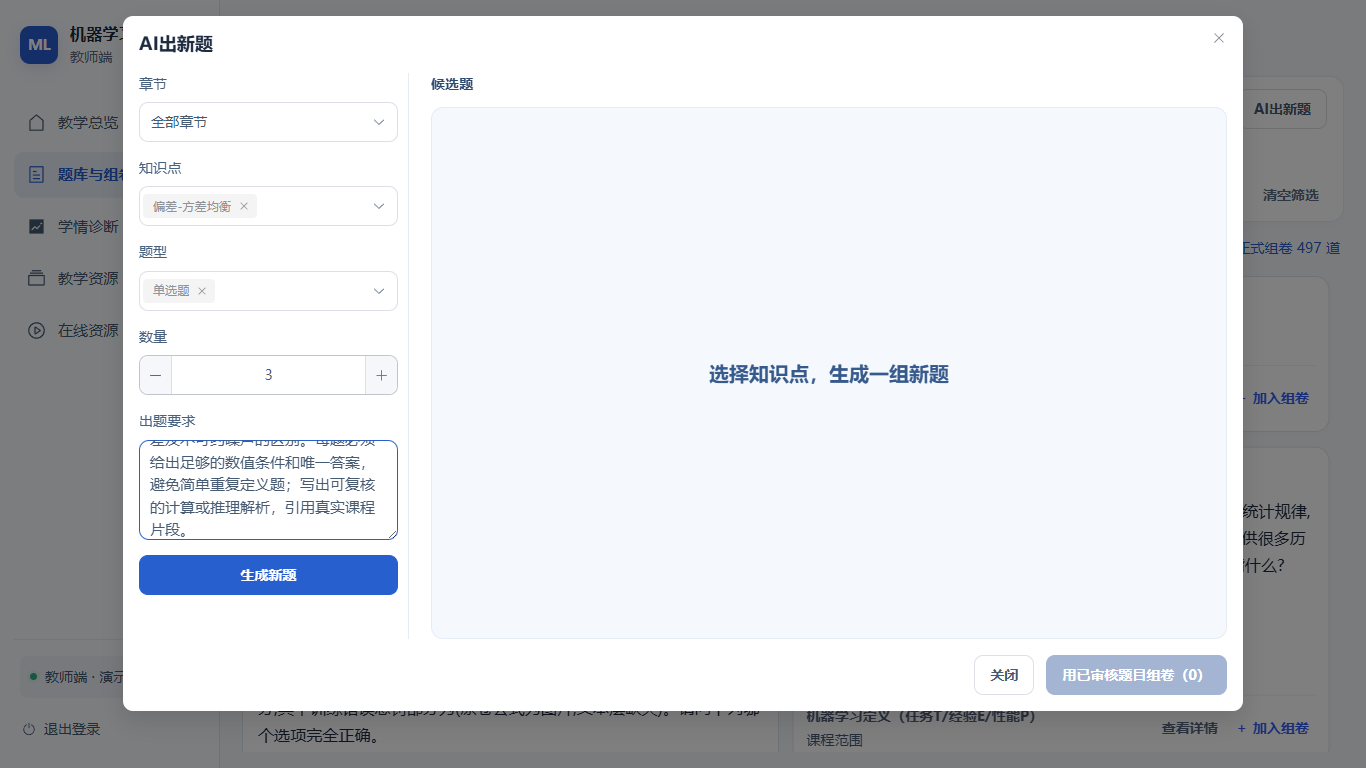 ML
机器学习
教师端
教学总览
题库与组卷
学情诊断
教学资源
在线资源
教师端 · 演示
退出登录
AI出新题
章节
全部章节
知识点
偏差-方差均衡
题型
单选题
数量
3
出题要求
给出足够的数值条件和唯一答案，
避免简单重复定义题；写出可复核
的计算或推理解析，引用真实课程
片段。
生成新题
候选题
选择知识点，生成一组新题
关闭
用已审核题目组卷（0）
AI出新题
清空筛选
正式组卷 497 道
+ 加入组卷
统计规律,
供很多历
什么?
个选项完全正确。
机器学习定义（任务T/经验E/性能P）
课程范围
查看详情
+ 加入组卷